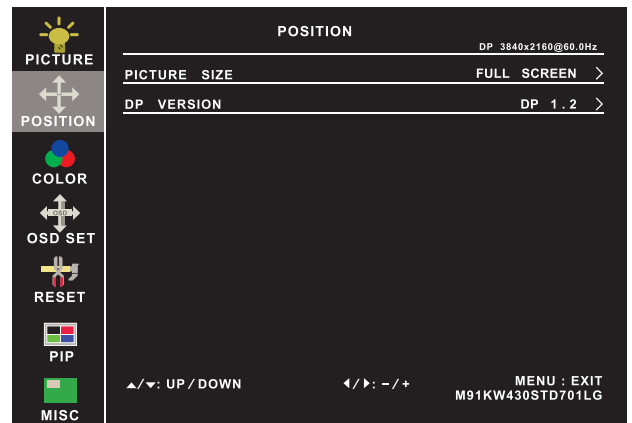 PICTURE
POSITION
COLOR
OSD
OSD SET
RESET
PIP
MISC
POSITION
DP 3840x2160@60.0Hz
PICTURE SIZE FULL SCREEN >
DP VERSION DP 1.2 >
▲/▼: UP/DOWN ◀/▶: -/+ MENU : EXIT
M91KW430STD701LG